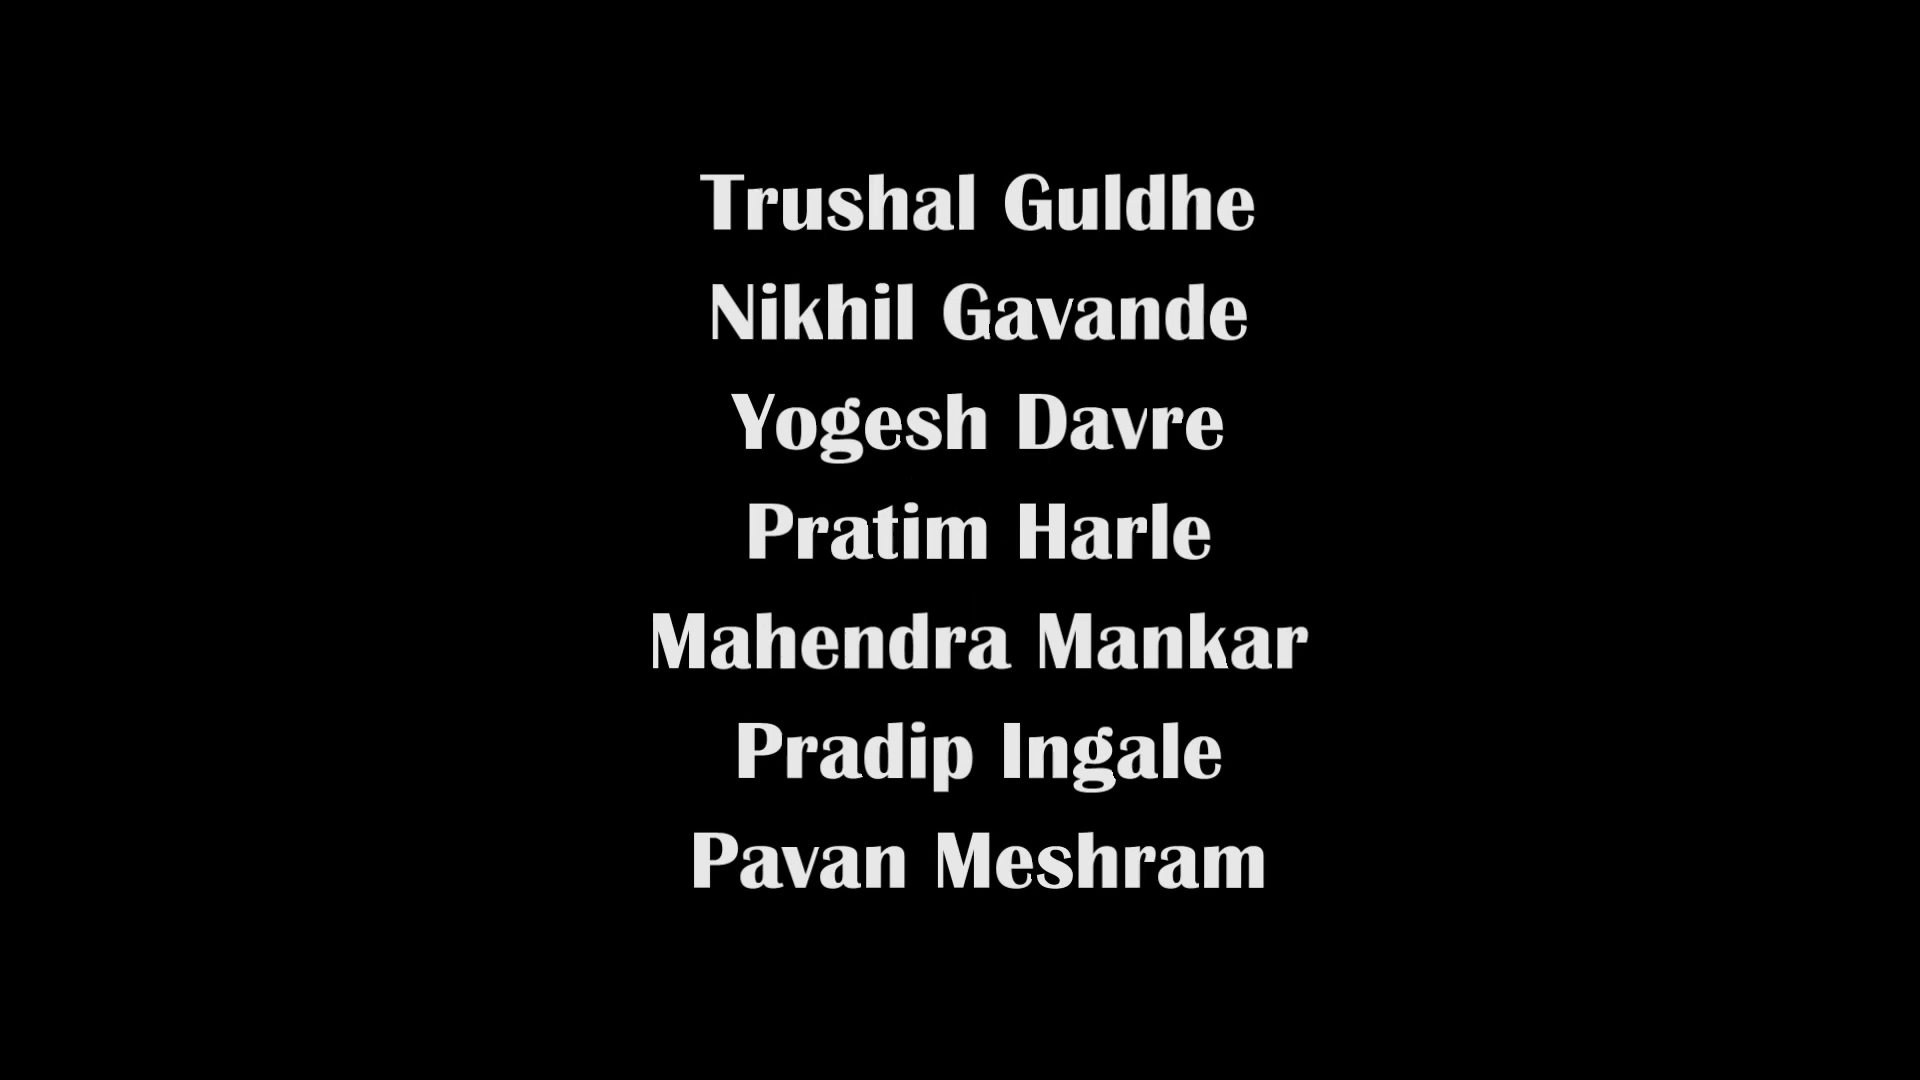 Trushal Guldhe
Nikhil Gavande
Yogesh Davre
Pratim Harle
Mahendra Mankar
Pradip Ingale
Pavan Meshram